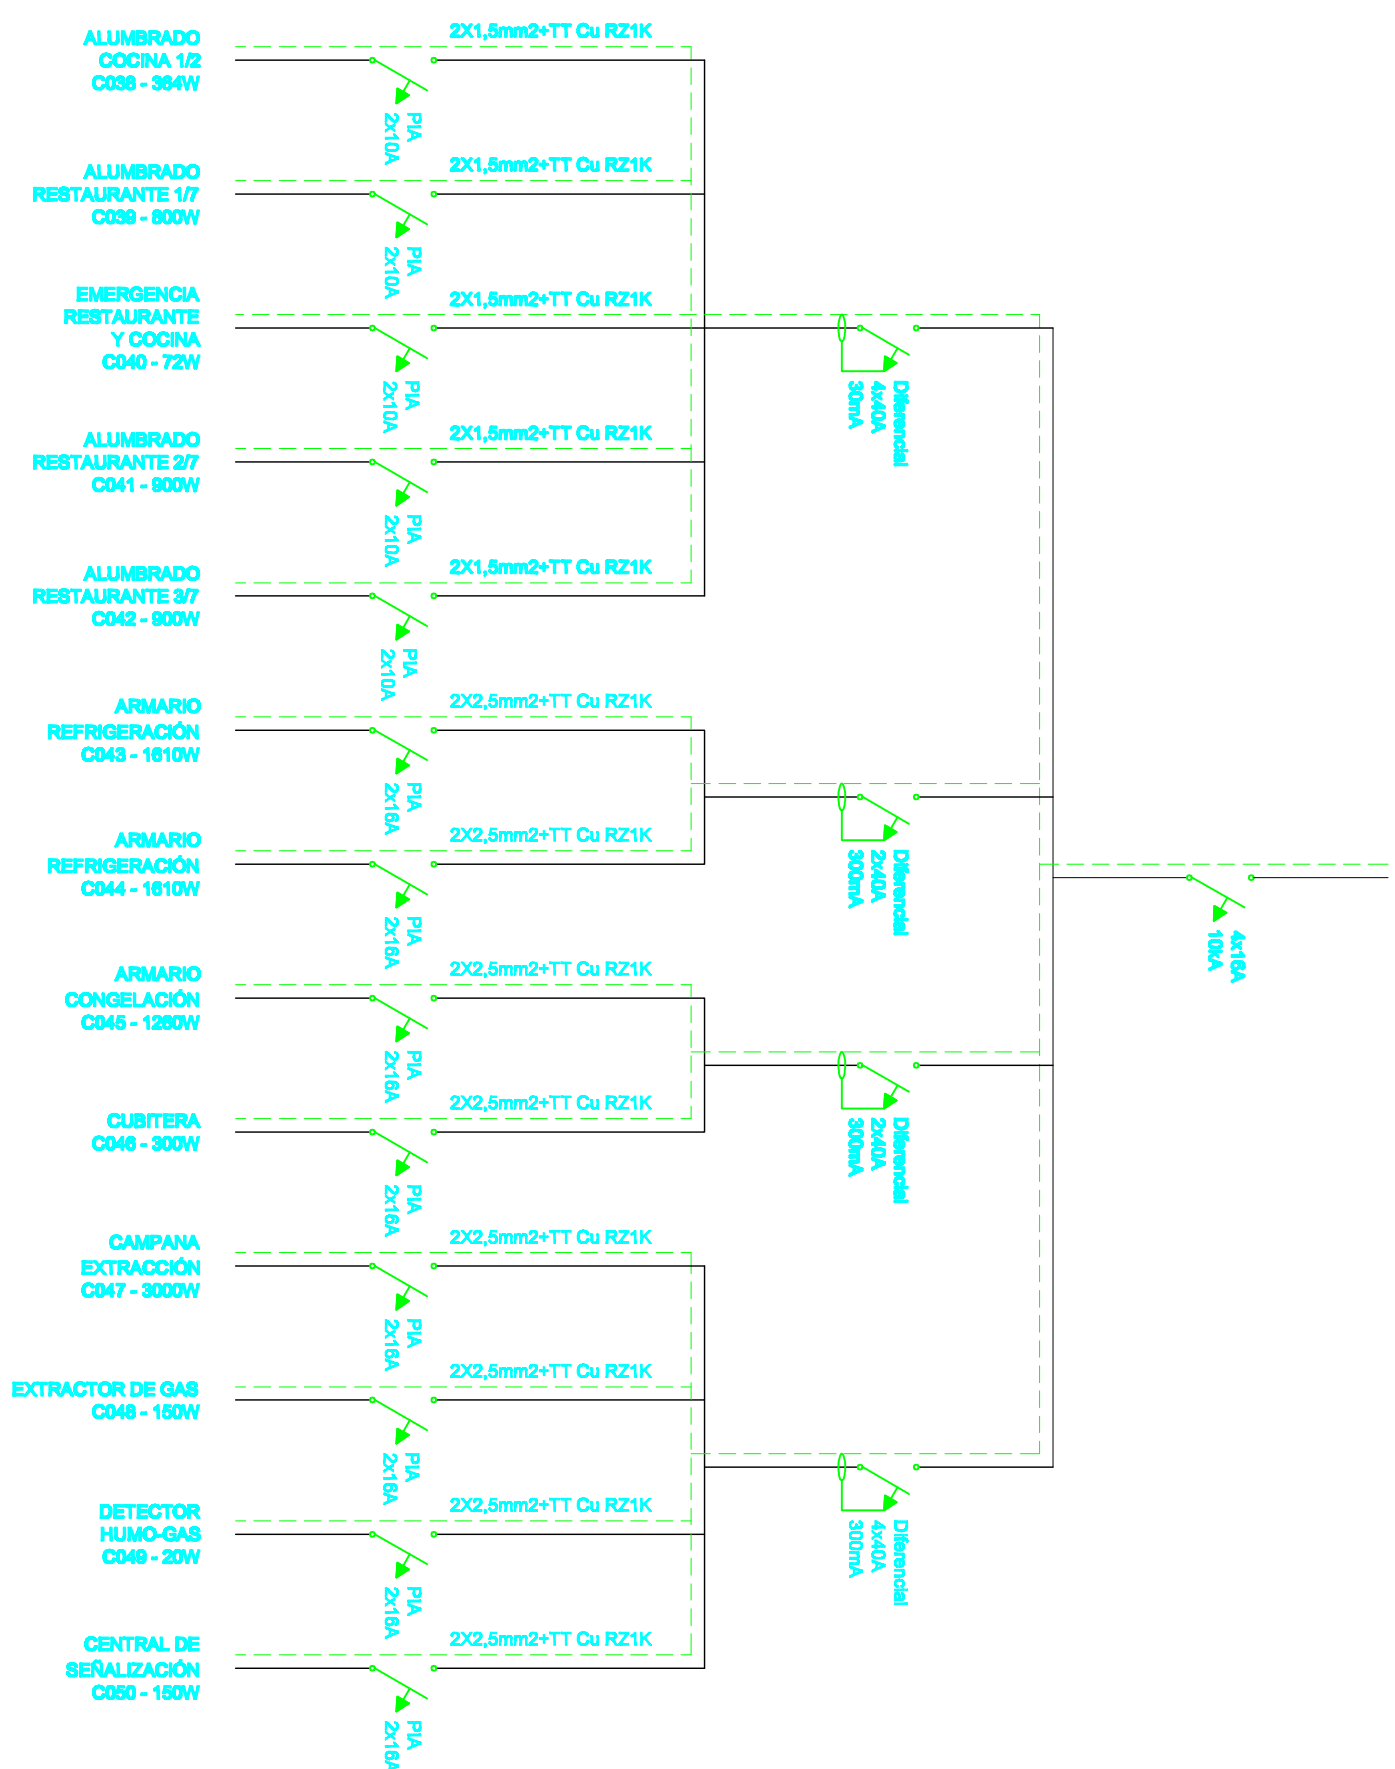 ALUMBRADO
COCINA 1/2
C038 - 364W
2X1,5mm2+TT Cu RZ1K
PIA
2x10A
ALUMBRADO
RESTAURANTE 1/7
C039 - 800W
2X1,5mm2+TT Cu RZ1K
PIA
2x10A
EMERGENCIA
RESTAURANTE
Y COCINA
C040 - 72W
2X1,5mm2+TT Cu RZ1K
PIA
2x10A
Diferencial
4x40A
30mA
ALUMBRADO
RESTAURANTE 2/7
C041 - 900W
2X1,5mm2+TT Cu RZ1K
PIA
2x10A
ALUMBRADO
RESTAURANTE 3/7
C042 - 900W
2X1,5mm2+TT Cu RZ1K
PIA
2x10A
ARMARIO
REFRIGERACIÓN
C043 - 1610W
2X2,5mm2+TT Cu RZ1K
PIA
2x16A
Diferencial
2x40A
300mA
ARMARIO
REFRIGERACIÓN
C044 - 1610W
2X2,5mm2+TT Cu RZ1K
PIA
2x16A
4x16A
10kA
ARMARIO
CONGELACIÓN
C045 - 1260W
2X2,5mm2+TT Cu RZ1K
PIA
2x16A
Diferencial
2x40A
300mA
CUBITERA
C046 - 300W
2X2,5mm2+TT Cu RZ1K
PIA
2x16A
CAMPANA
EXTRACCIÓN
C047 - 3000W
2X2,5mm2+TT Cu RZ1K
PIA
2x16A
EXTRACTOR DE GAS
C048 - 150W
2X2,5mm2+TT Cu RZ1K
PIA
2x16A
Diferencial
4x40A
300mA
DETECTOR
HUMO-GAS
C049 - 20W
2X2,5mm2+TT Cu RZ1K
PIA
2x16A
CENTRAL DE
SEÑALIZACIÓN
C050 - 150W
2X2,5mm2+TT Cu RZ1K
PIA
2x16A